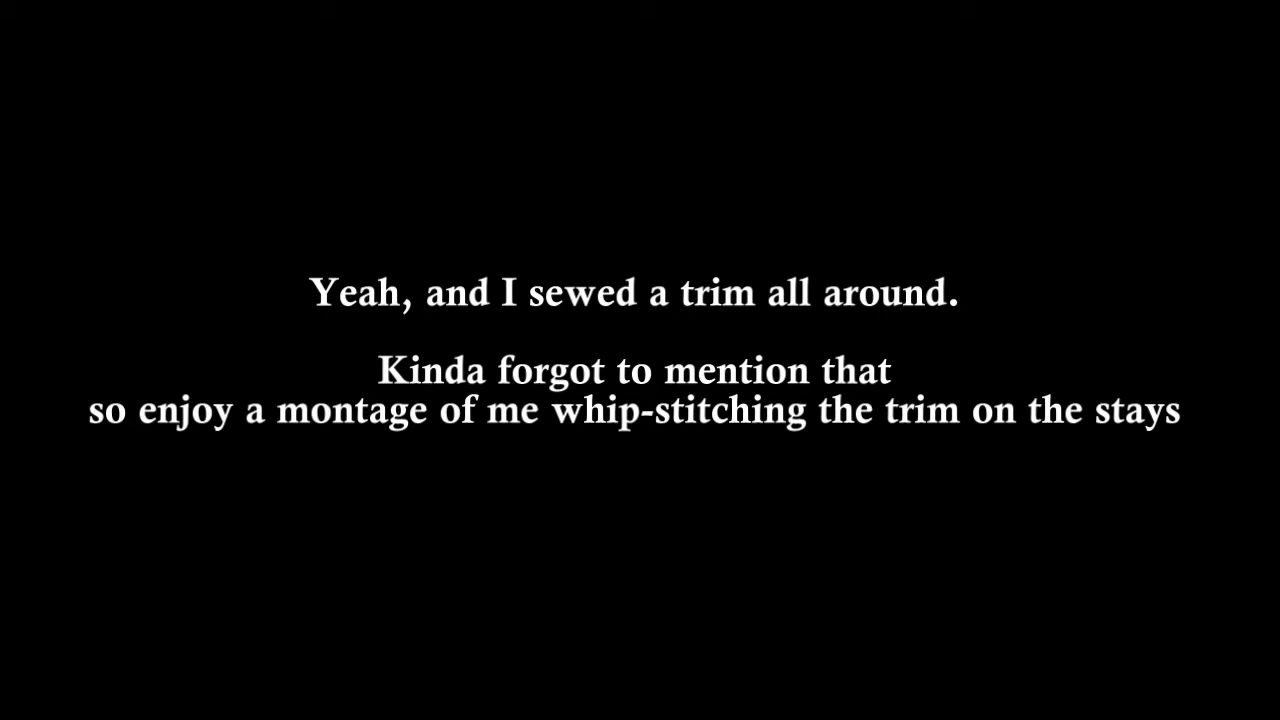 Yeah, and I sewed a trim all around.
Kinda forgot to mention that
so enjoy a montage of me whip-stitching the trim on the stays